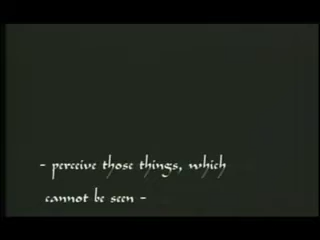 - perceive those things, which
cannot be seen -